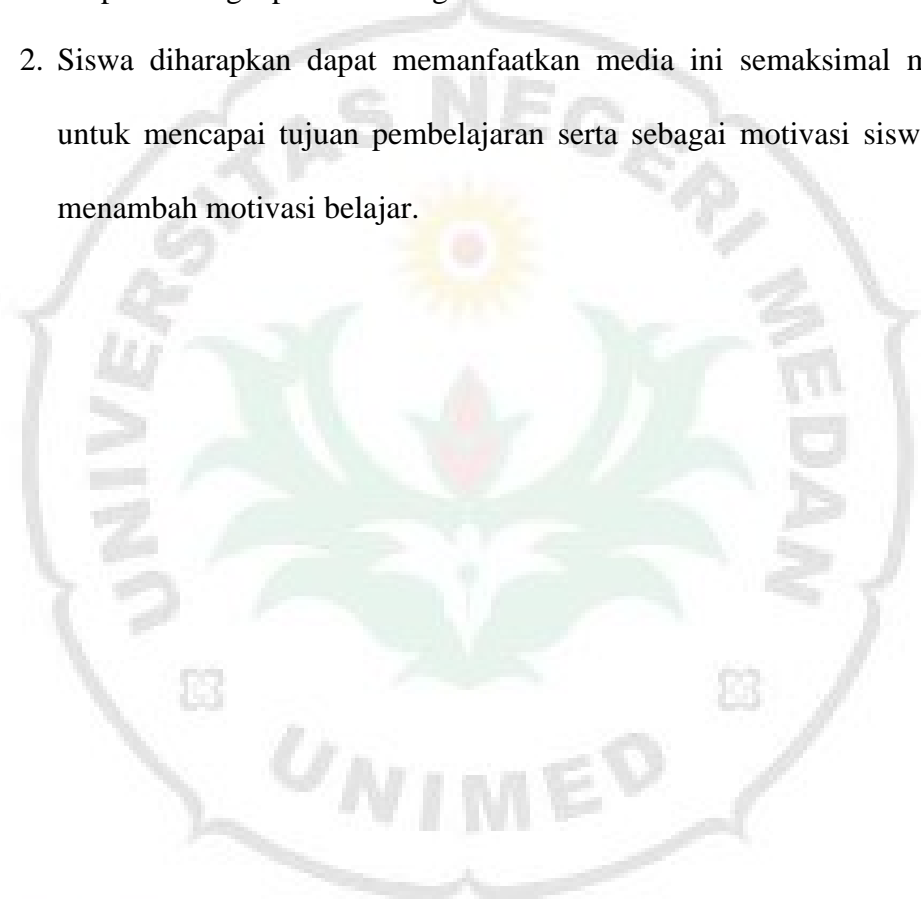 2. Siswa diharapkan dapat memanfaatkan media ini semaksimal
untuk mencapai tujuan pembelajaran serta sebagai motivasi
menambah motivasi belajar.
UNIVERSITAS NEGERI MEDAN
UNIMED